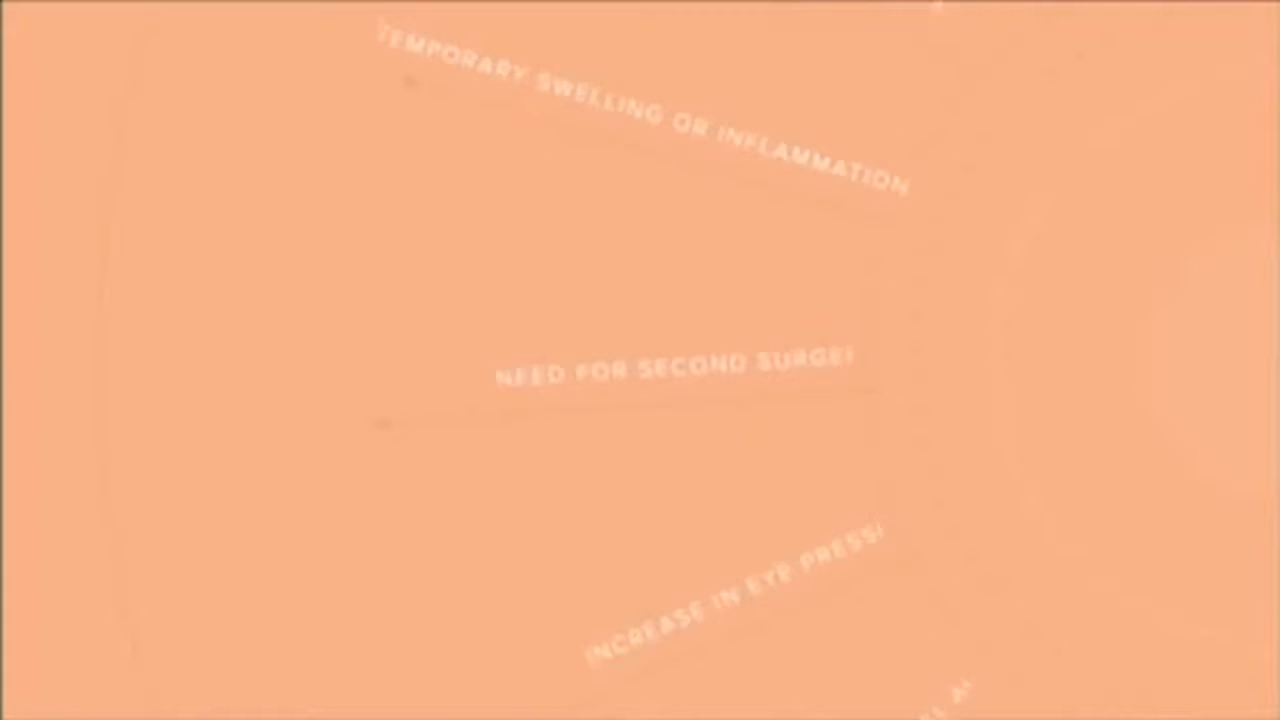 TEMPORARY SWELLING OR INFLAMMATION
NEED FOR SECOND
INCREASE IN EYE